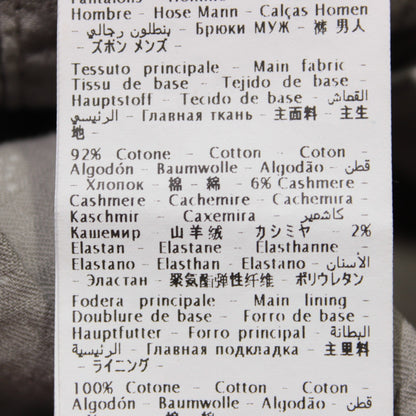 Hombre - Hose Mann - Calças Homen
- بنطلون رجالي - Брюки МУЖ - 裤 男人
- ズボン メンズ -
Tessuto principale - Main fabric -
Tissu de base - Tejido de base -
Hauptstoff - Tecido de base - القماش
الرئيسي - Главная ткань - 主面料 - 主生
地 -
92% Cotone - Cotton - Coton -
Algodón - Baumwolle - Algodão - قطن
- Хлопок - 棉 - 綿 - 6% Cashmere -
Cashmere - Cachemire - Cachemira -
Kaschmir - Caxemira - كاشمير -
Кашемир - 山羊绒 - カシミヤ - 2%
Elastan - Elastane - Elasthanne -
Elastano - Elasthan - Elastano - الأستان
- Эластан - 聚氨酯弹性纤维 - ポリウレタン
Fodera principale - Main lining -
Doublure de base - Forro de base -
Hauptfutter - Forro principal - البطانة
الرئيسية - Главная подкладка - 主里料
- ライニング -
100% Cotone - Cotton - Coton -
Algodón - Baumwolle - Algodão - قطن